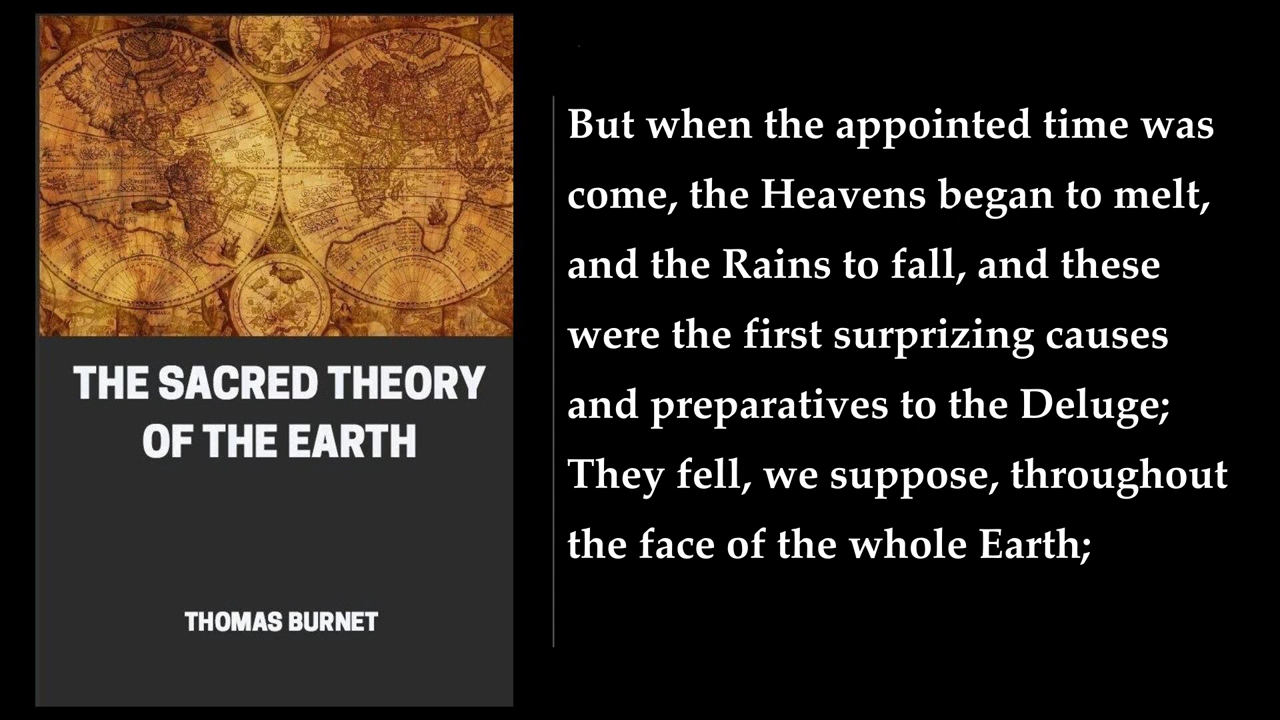 THE SACRED THEORY
OF THE EARTH
THOMAS BURNET
But when the appointed time was
come, the Heavens began to melt,
and the Rains to fall, and these
were the first surprizing causes
and preparatives to the Deluge;
They fell, we suppose, throughout
the face of the whole Earth;